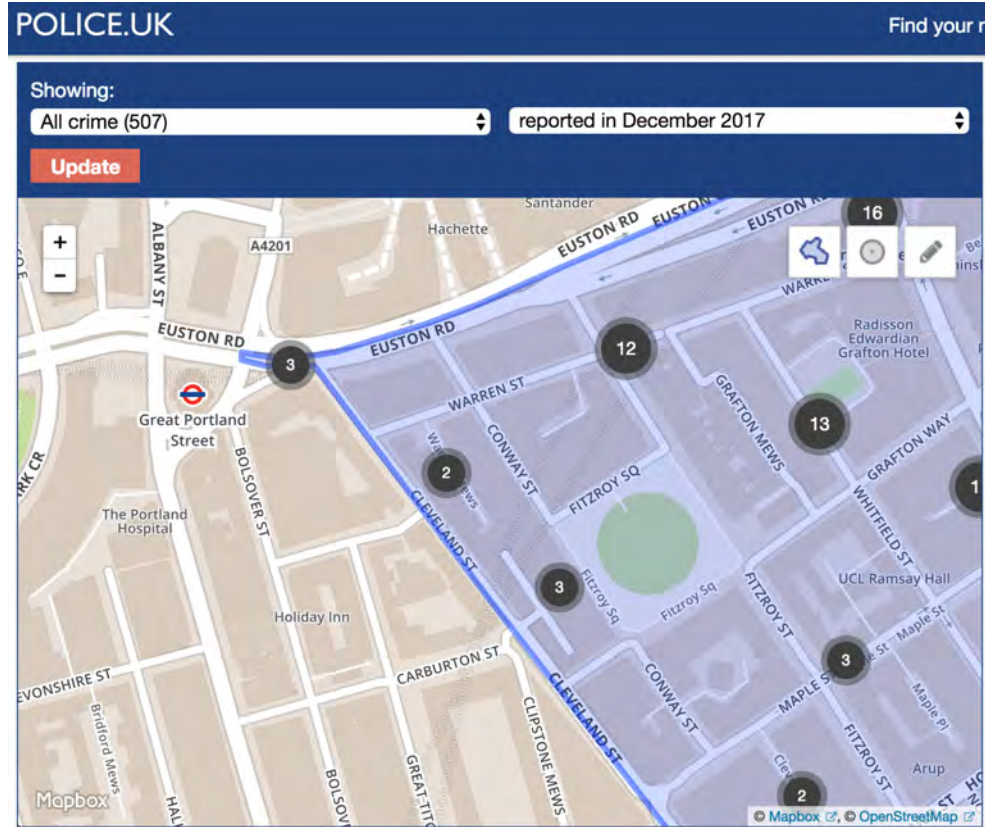 POLICE.UK
Find your
Showing:
All crime (507)
reported in December 2017
Update
Santander
Hachette
EUSTON RD
EUSTON
EUSTON RD
16
+
−
ALBANY ST
A4201
EUSTON RD
EUSTON RD
3
12
WARREN ST
Radisson
Edwardian
Grafton Hotel
Great Portland
Street
GRAFTON MEWS
13
GRAFTON WAY
BOLSOVER ST
CONWAY ST
2
FITZROY SQ
CLEVELAND ST
WHITFIELD ST
The Portland
Hospital
3
Fitzroy Sq
Fitzroy Sq
FITZROY ST
UCL Ramsay Hall
Holiday Inn
Maple St
3
CARBURTON ST
CONWAY ST
MAPLE
CLEVELAND ST
Maple Pl
Bridford Mews
CLIPSTONE MEWS
FITZROY ST
Arup
Mapbox
2
© Mapbox, © OpenStreetMap